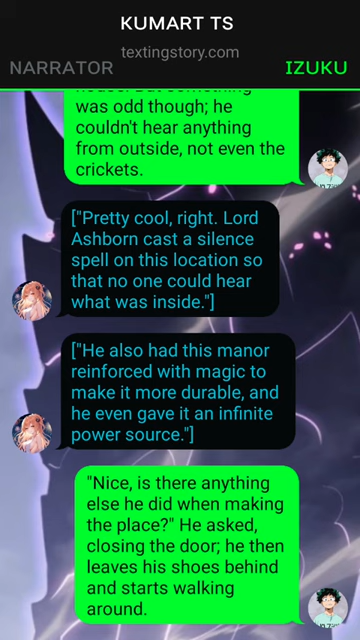 KUMART TS
textingstory.com
NARRATOR
IZUKU
was odd though; he
couldn't hear anything
from outside, not even the
crickets.
["Pretty cool, right. Lord
Ashborn cast a silence
spell on this location so
that no one could hear
what was inside."]
["He also had this manor
reinforced with magic to
make it more durable, and
he even gave it an infinite
power source."]
"Nice, is there anything
else he did when making
the place?" He asked,
closing the door; he then
leaves his shoes behind
and starts walking
around.